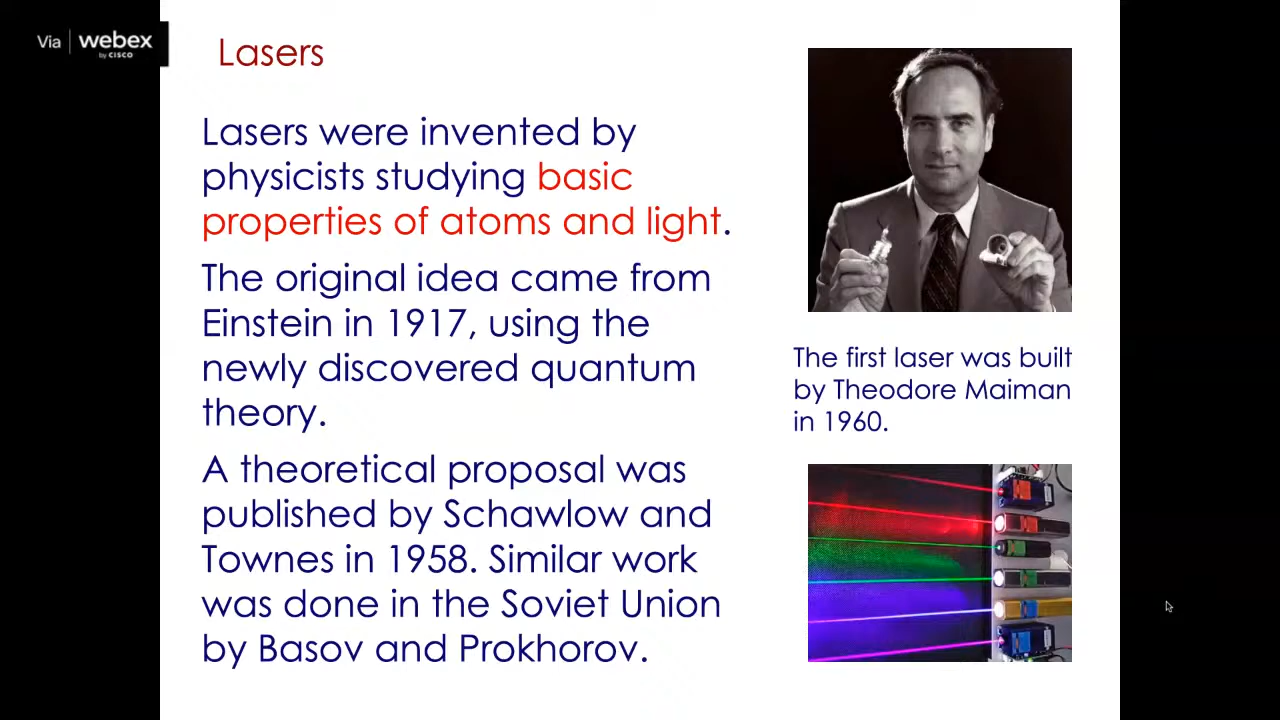 Via webex
by CISCO
Lasers
Lasers were invented by
physicists studying basic
properties of atoms and light.
The original idea came from
Einstein in 1917, using the
newly discovered quantum
theory.
A theoretical proposal was
published by Schawlow and
Townes in 1958. Similar work
was done in the Soviet Union
by Basov and Prokhorov.
The first laser was built
by Theodore Maiman
in 1960.